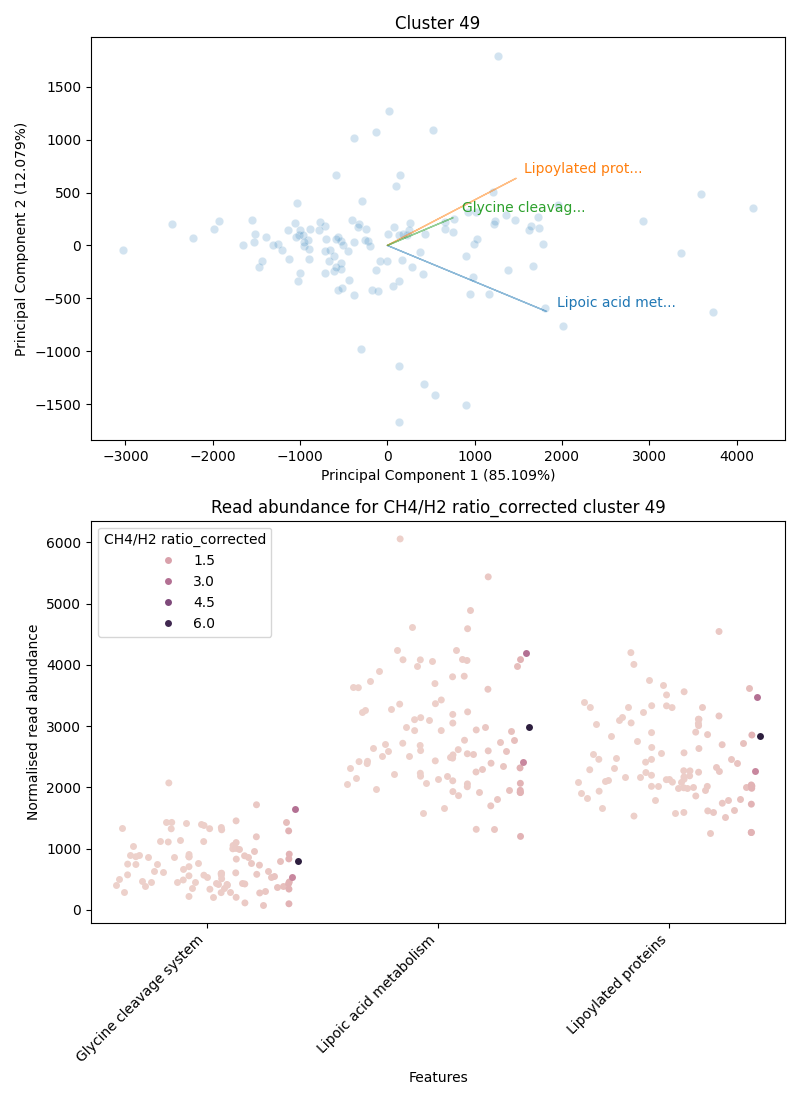 Cluster 49
1500
1000
500
0
−500
−1000
−1500
Principal Component 2 (12.079%)
Lipoylated prot...
Glycine cleavag...
Lipoic acid met...
−3000 −2000 −1000 0 1000 2000 3000 4000
Principal Component 1 (85.109%)
Read abundance for CH4/H2 ratio_corrected cluster 49
CH4/H2 ratio_corrected
1.5
3.0
4.5
6.0
6000
5000
4000
3000
2000
1000
0
Normalised read abundance
Glycine cleavage system
Lipoic acid metabolism
Lipoylated proteins
Features